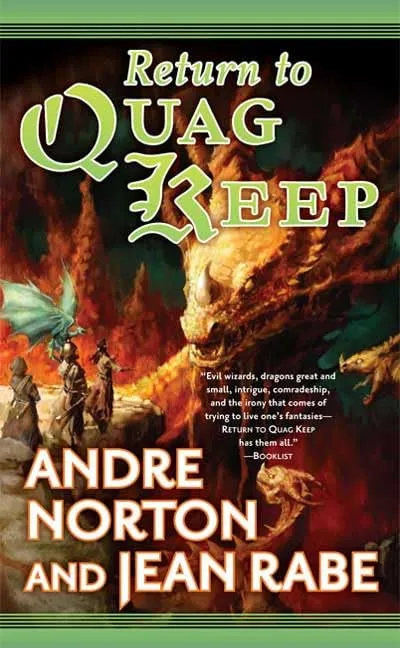 Return to
QUAG
KEEP
"Evil wizards, dragons great and
small, intrigue, comradeship,
and the irony that comes of
trying to live one's fantasies—
RETURN TO QUAG KEEP
has them all."
—BOOKLIST
ANDRE
NORTON
AND JEAN RABE